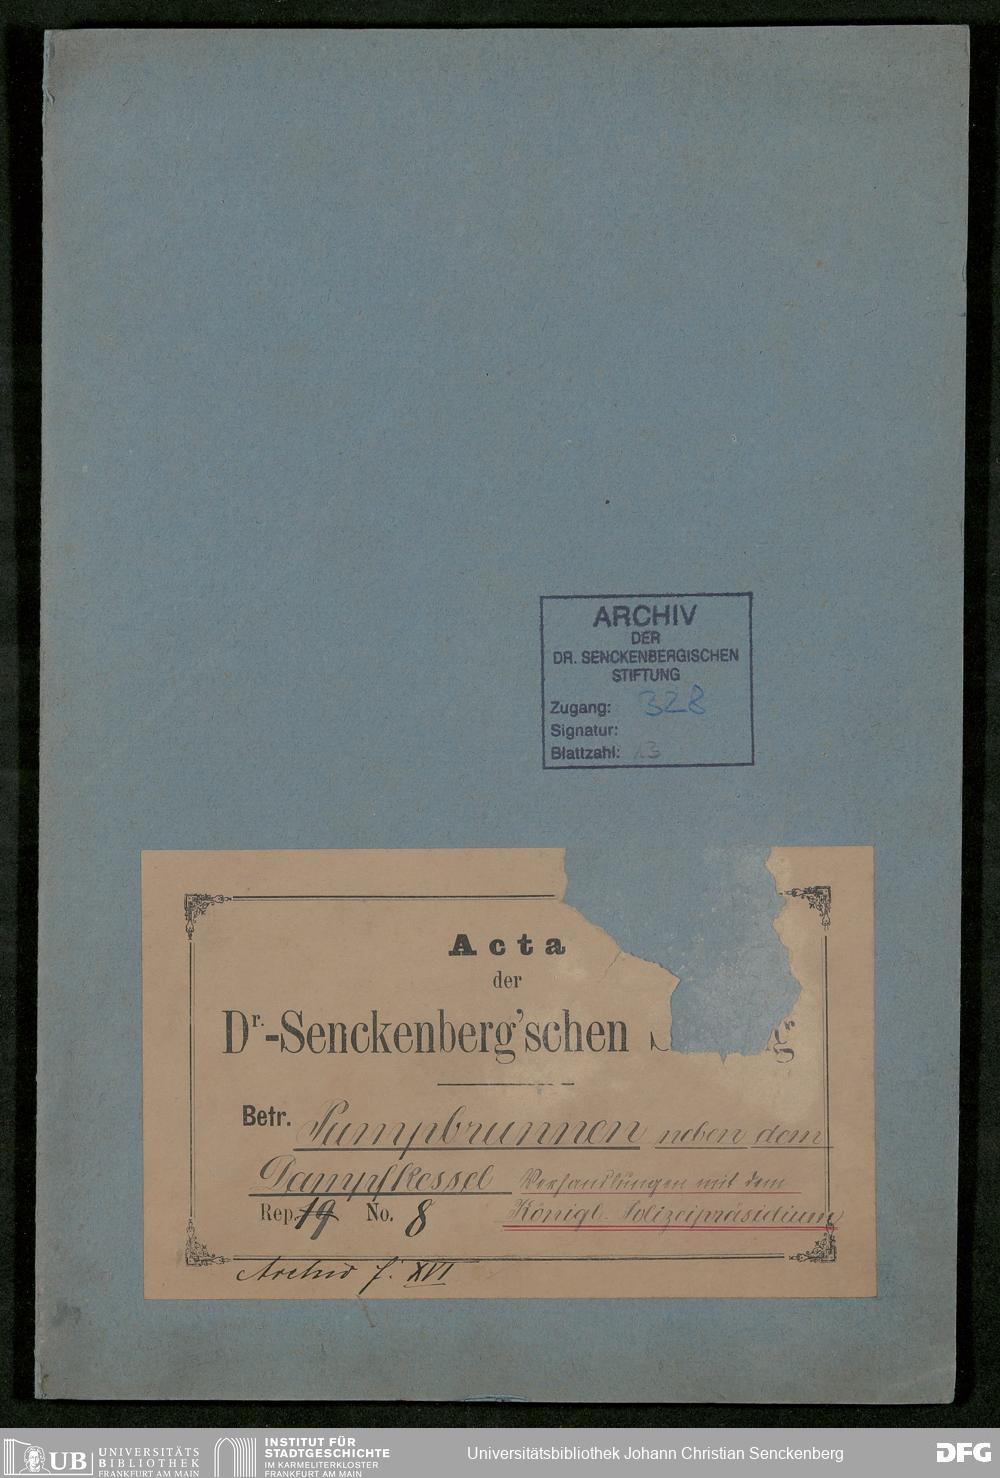 ARCHIV
DER
DR. SENCKENBERGISCHEN
STIFTUNG
Zugang: 328
Signatur:
Blattzahl: 13
Acta
der
Dr.-Senckenberg'schen
Betr. Pumpbrunnen neben dem
Dampfkessel Verhandlungen mit dem
Rep. 19 No. 8 Königl. Polizeipräsidium
Archiv f. XVI
UB UNIVERSITÄTS
BIBLIOTHEK
FRANKFURT AM MAIN
INSTITUT FÜR
STADTGESCHICHTE
IM KARMELITERKLOSTER
FRANKFURT AM MAIN
Universitätsbibliothek Johann Christian Senckenberg
DFG